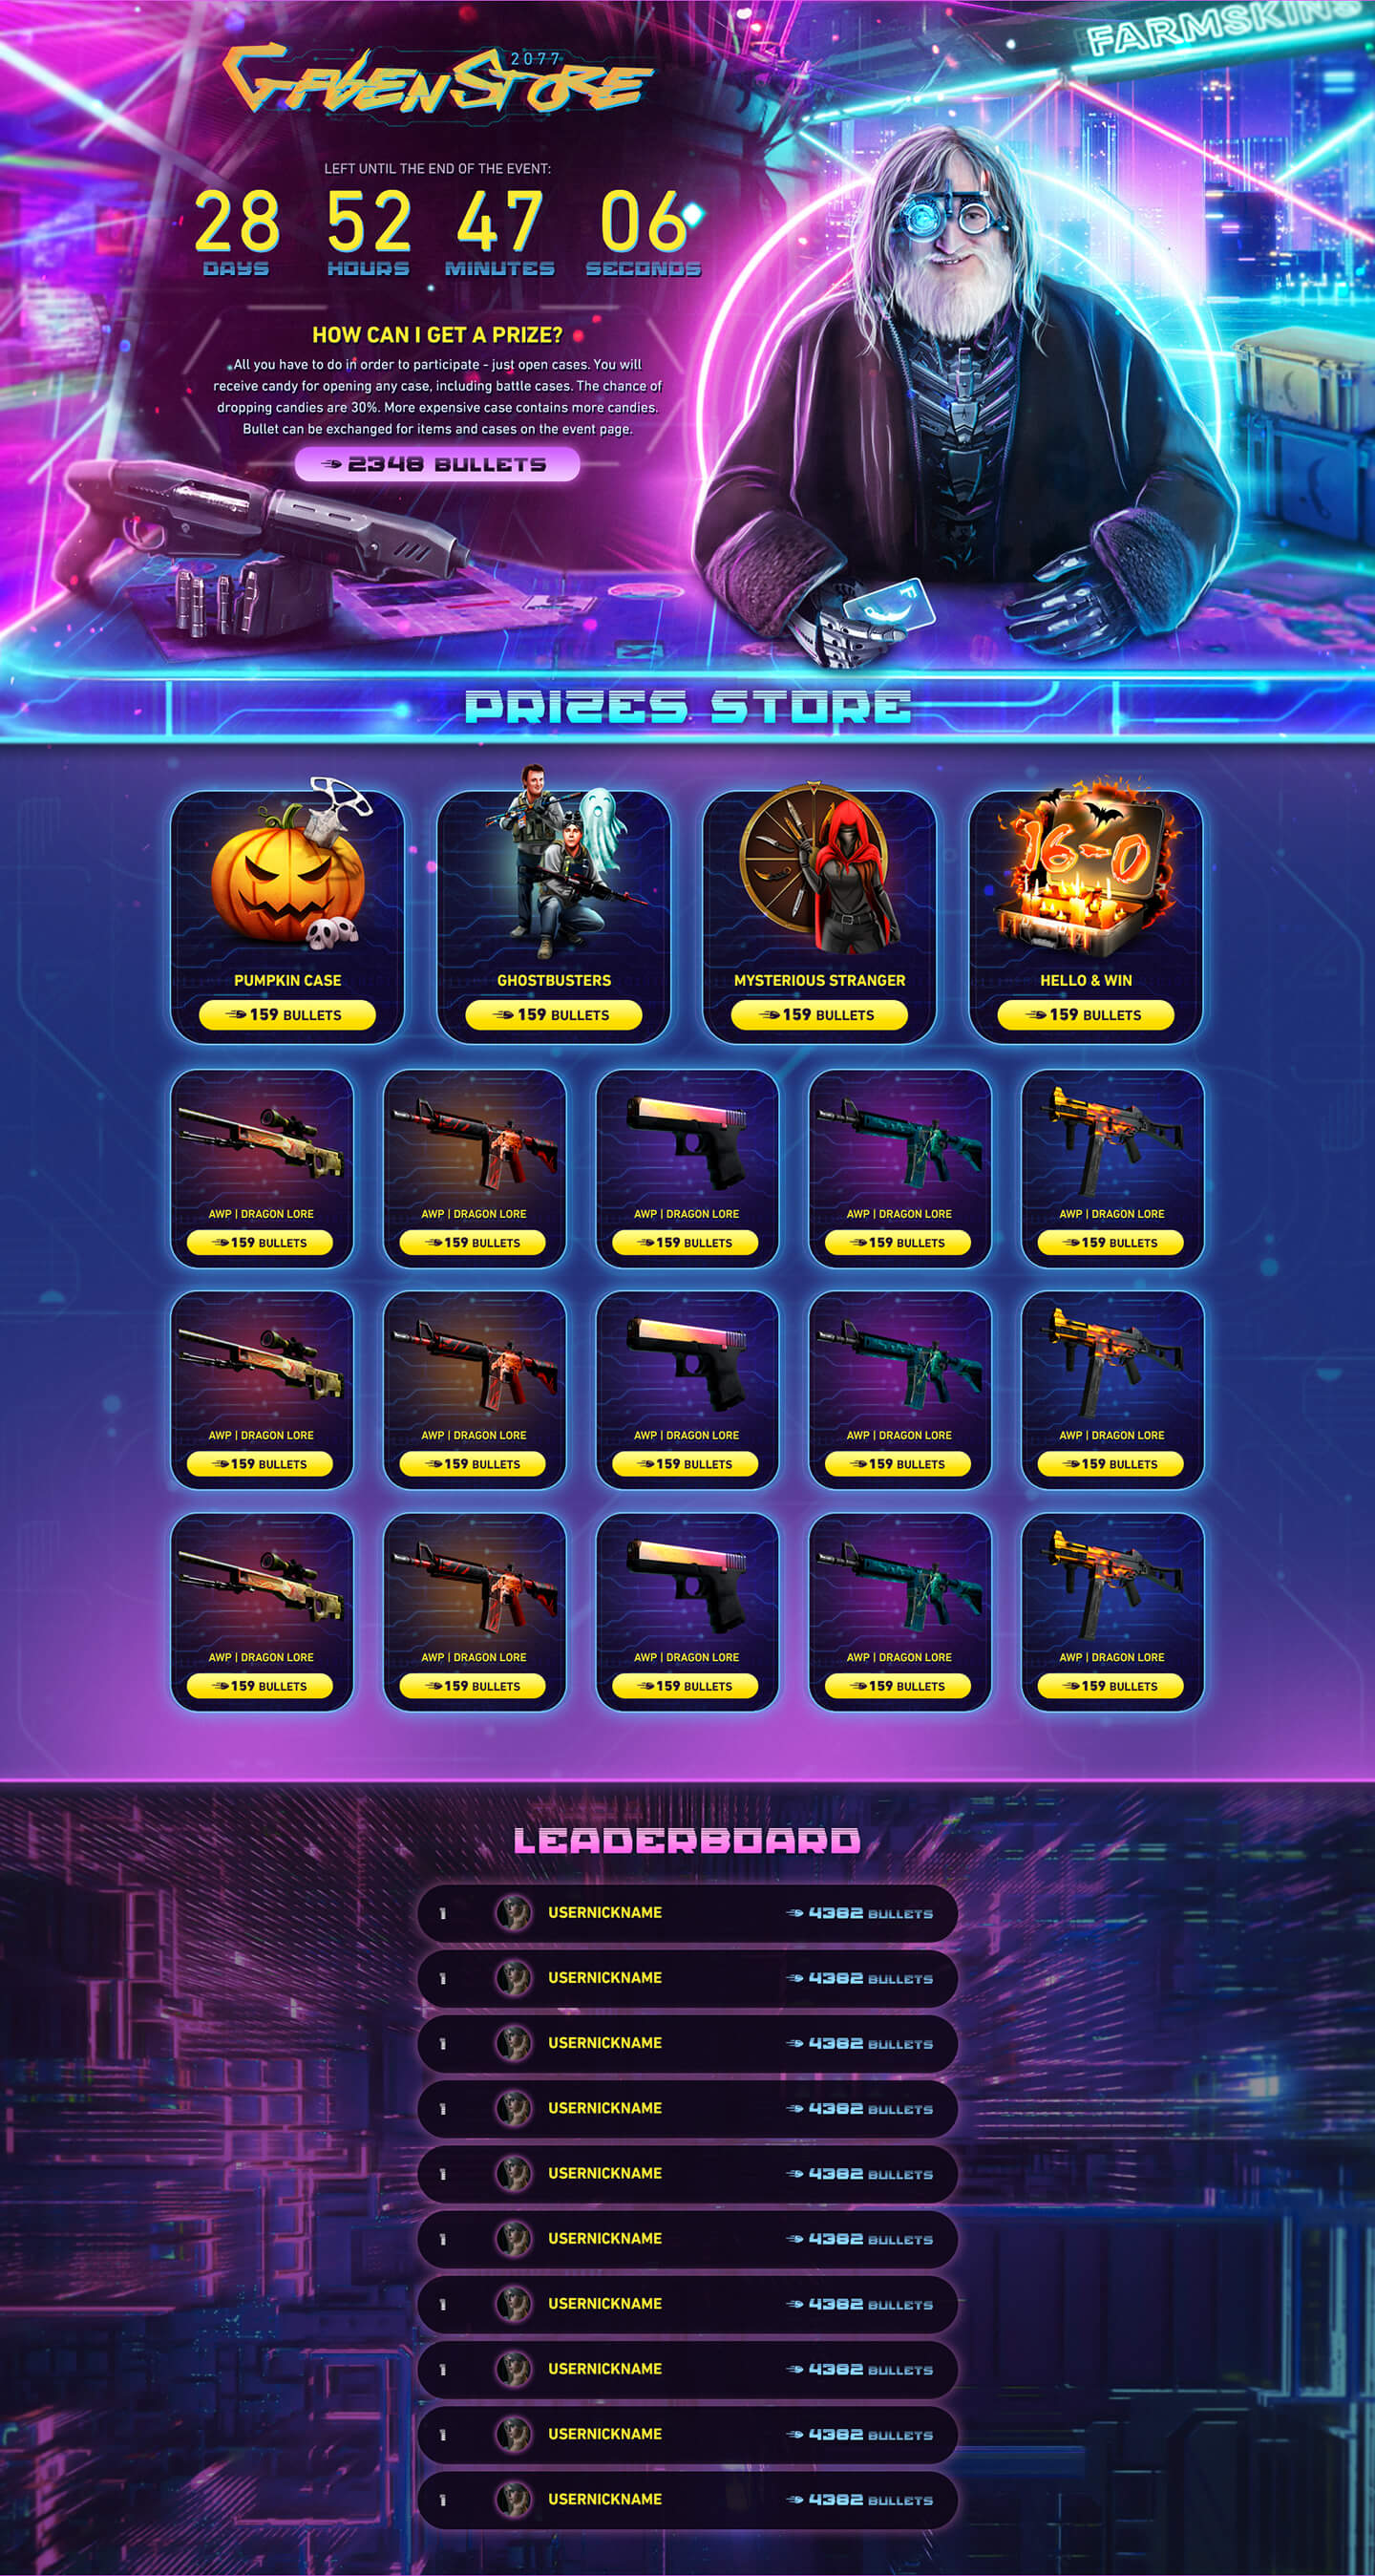 FARMSKINS
2077
GABEN STORE
LEFT UNTIL THE END OF THE EVENT:
28 52 47 06
DAYS HOURS MINUTES SECONDS
HOW CAN I GET A PRIZE?
All you have to do in order to participate - just open cases. You will
receive candy for opening any case, including battle cases. The chance of
dropping candies are 30%. More expensive case contains more candies.
Bullet can be exchanged for items and cases on the event page.
2348 BULLETS
F
PRIZES STORE
16-0
PUMPKIN CASE GHOSTBUSTERS MYSTERIOUS STRANGER HELLO & WIN
159 BULLETS 159 BULLETS 159 BULLETS 159 BULLETS
AWP | DRAGON LORE AWP | DRAGON LORE AWP | DRAGON LORE AWP | DRAGON LORE AWP | DRAGON LORE
159 BULLETS 159 BULLETS 159 BULLETS 159 BULLETS 159 BULLETS
AWP | DRAGON LORE AWP | DRAGON LORE AWP | DRAGON LORE AWP | DRAGON LORE AWP | DRAGON LORE
159 BULLETS 159 BULLETS 159 BULLETS 159 BULLETS 159 BULLETS
AWP | DRAGON LORE AWP | DRAGON LORE AWP | DRAGON LORE AWP | DRAGON LORE AWP | DRAGON LORE
159 BULLETS 159 BULLETS 159 BULLETS 159 BULLETS 159 BULLETS
LEADERBOARD
1 USERNICKNAME 4382 BULLETS
1 USERNICKNAME 4382 BULLETS
1 USERNICKNAME 4382 BULLETS
1 USERNICKNAME 4382 BULLETS
1 USERNICKNAME 4382 BULLETS
1 USERNICKNAME 4382 BULLETS
1 USERNICKNAME 4382 BULLETS
1 USERNICKNAME 4382 BULLETS
1 USERNICKNAME 4382 BULLETS
1 USERNICKNAME 4382 BULLETS